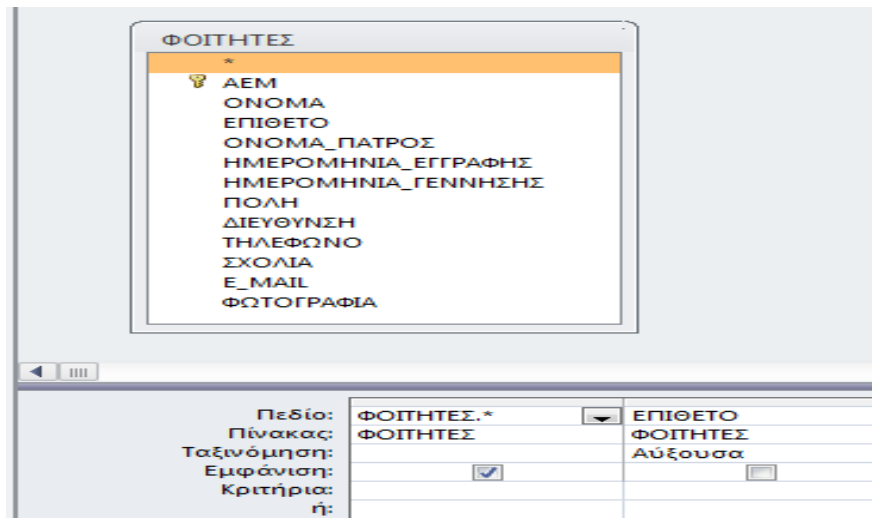 ΦΟΙΤΗΤΕΣ
*
ΑΕΜ
ΟΝΟΜΑ
ΕΠΙΘΕΤΟ
ΟΝΟΜΑ_ΠΑΤΡΟΣ
ΗΜΕΡΟΜΗΝΙΑ_ΕΓΓΡΑΦΗΣ
ΗΜΕΡΟΜΗΝΙΑ_ΓΕΝΝΗΣΗΣ
ΠΟΛΗ
ΔΙΕΥΘΥΝΣΗ
ΤΗΛΕΦΩΝΟ
ΣΧΟΛΙΑ
E_MAIL
ΦΩΤΟΓΡΑΦΙΑ
Πεδίο: ΦΟΙΤΗΤΕΣ.* ΕΠΙΘΕΤΟ
Πίνακας: ΦΟΙΤΗΤΕΣ ΦΟΙΤΗΤΕΣ
Ταξινόμηση: Αύξουσα
Εμφάνιση:
Κριτήρια:
ή: